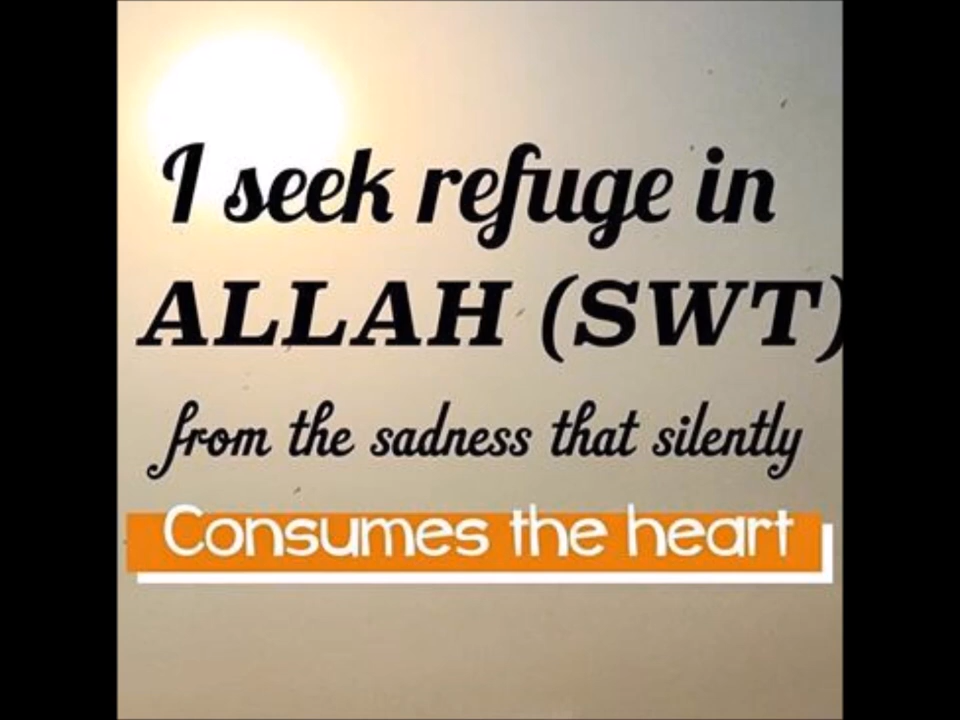 I seek refuge in
ALLAH (SWT)
from the sadness that silently
Consumes the heart